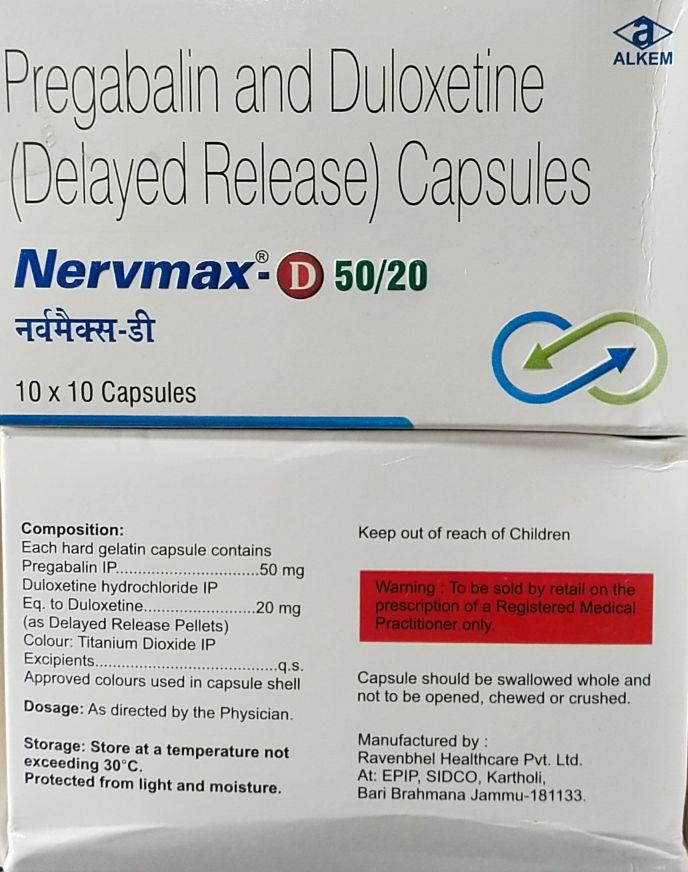 a
ALKEM
Pregabalin and Duloxetine
(Delayed Release) Capsules
Nervmax®-D 50/20
नर्वमैक्स-डी
10 x 10 Capsules
Composition:
Each hard gelatin capsule contains
Pregabalin IP.................................50 mg
Duloxetine hydrochloride IP
Eq. to Duloxetine..........................20 mg
(as Delayed Release Pellets)
Colour: Titanium Dioxide IP
Excipients..........................................q.s.
Approved colours used in capsule shell
Dosage: As directed by the Physician.
Storage: Store at a temperature not
exceeding 30°C.
Protected from light and moisture.
Keep out of reach of Children
Warning : To be sold by retail on the
prescription of a Registered Medical
Practitioner only.
Capsule should be swallowed whole and
not to be opened, chewed or crushed.
Manufactured by :
Ravenbhel Healthcare Pvt. Ltd.
At: EPIP, SIDCO, Kartholi,
Bari Brahmana Jammu-181133.